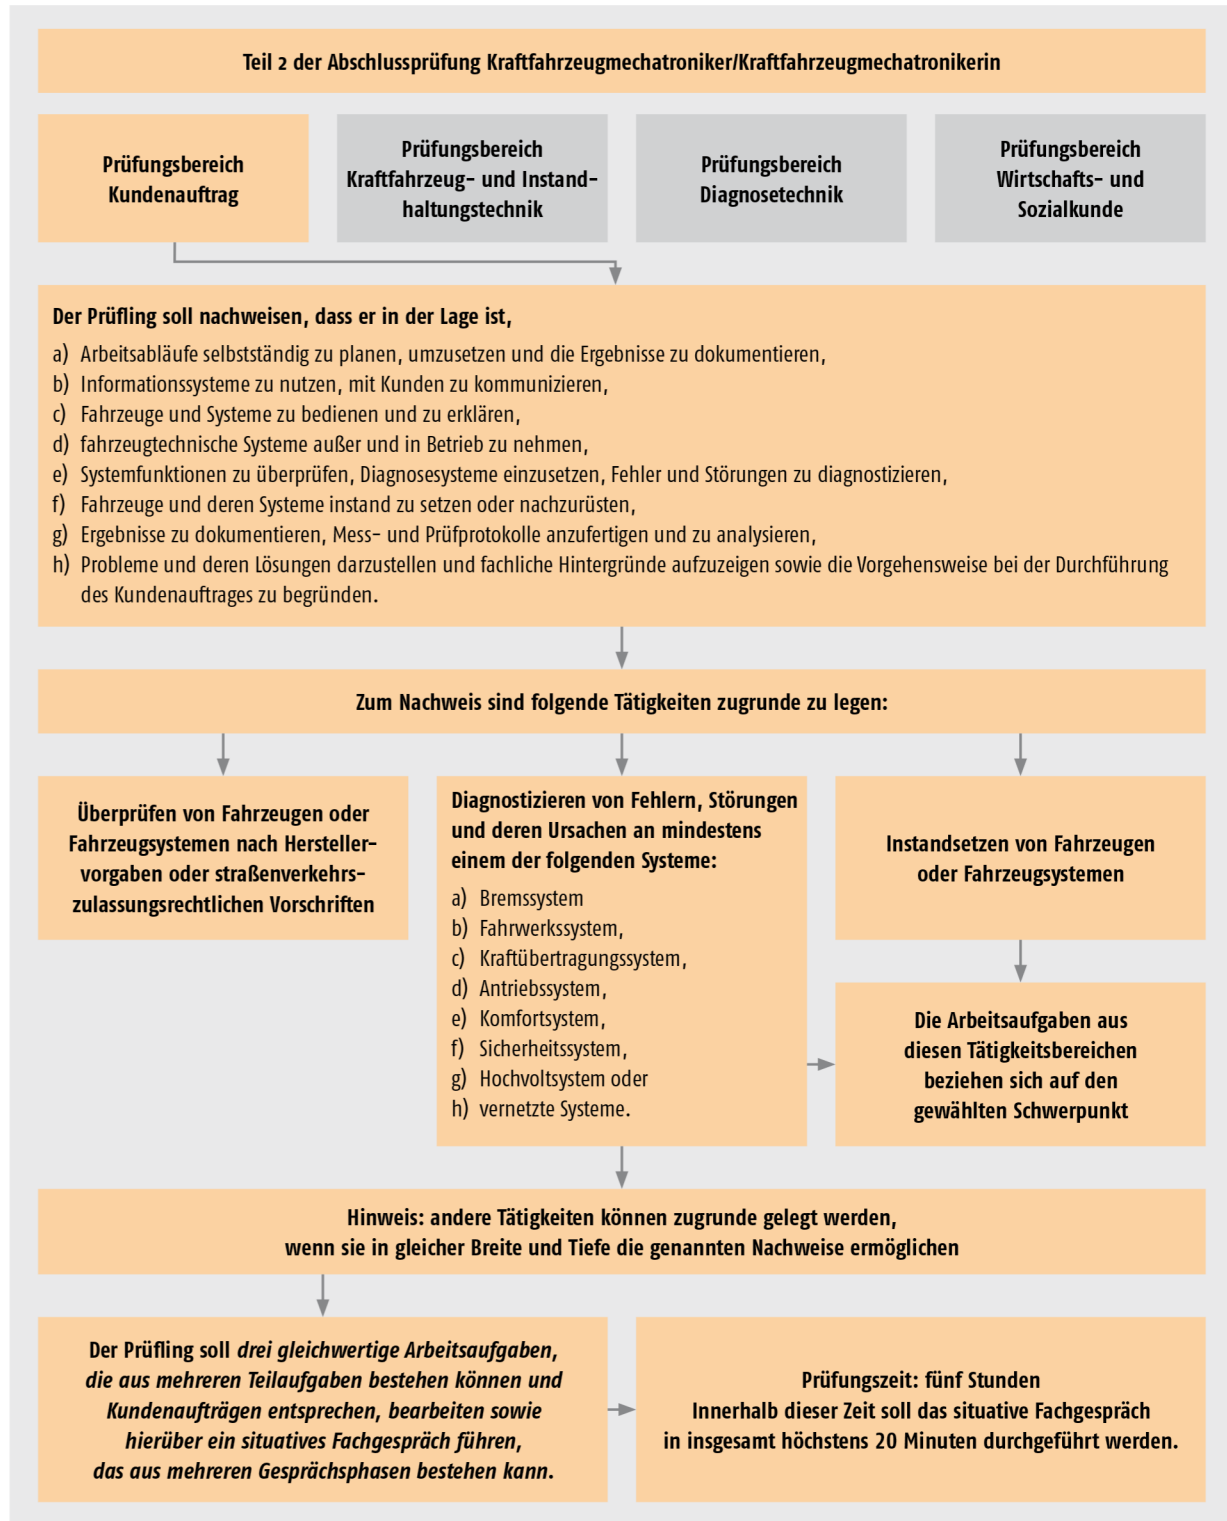 Teil 2 der Abschlussprüfung Kraftfahrzeugmechatroniker/Kraftfahrzeugmechatronikerin
Prüfungsbereich
Kundenauftrag
Prüfungsbereich
Kraftfahrzeug- und Instand-
haltungstechnik
Prüfungsbereich
Diagnosetechnik
Prüfungsbereich
Wirtschafts- und
Sozialkunde
Der Prüfling soll nachweisen, dass er in der Lage ist,
a) Arbeitsabläufe selbstständig zu planen, umzusetzen und die Ergebnisse zu dokumentieren,
b) Informationssysteme zu nutzen, mit Kunden zu kommunizieren,
c) Fahrzeuge und Systeme zu bedienen und zu erklären,
d) fahrzeugtechnische Systeme außer und in Betrieb zu nehmen,
e) Systemfunktionen zu überprüfen, Diagnosesysteme einzusetzen, Fehler und Störungen zu diagnostizieren,
f) Fahrzeuge und deren Systeme instand zu setzen oder nachzurüsten,
g) Ergebnisse zu dokumentieren, Mess- und Prüfprotokolle anzufertigen und zu analysieren,
h) Probleme und deren Lösungen darzustellen und fachliche Hintergründe aufzuzeigen sowie die Vorgehensweise bei der Durchführung
des Kundenauftrages zu begründen.
Zum Nachweis sind folgende Tätigkeiten zugrunde zu legen:
Überprüfen von Fahrzeugen oder
Fahrzeugsystemen nach Hersteller-
vorgaben oder straßenverkehrs-
zulassungsrechtlichen Vorschriften
Diagnostizieren von Fehlern, Störungen
und deren Ursachen an mindestens
einem der folgenden Systeme:
a) Bremssystem
b) Fahrwerkssystem,
c) Kraftübertragungssystem,
d) Antriebssystem,
e) Komfortsystem,
f) Sicherheitssystem,
g) Hochvoltsystem oder
h) vernetzte Systeme.
Instandsetzen von Fahrzeugen
oder Fahrzeugsystemen
Die Arbeitsaufgaben aus
diesen Tätigkeitsbereichen
beziehen sich auf den
gewählten Schwerpunkt
Hinweis: andere Tätigkeiten können zugrunde gelegt werden,
wenn sie in gleicher Breite und Tiefe die genannten Nachweise ermöglichen
Der Prüfling soll drei gleichwertige Arbeitsaufgaben,
die aus mehreren Teilaufgaben bestehen können und
Kundenaufträgen entsprechen, bearbeiten sowie
hierüber ein situatives Fachgespräch führen,
das aus mehreren Gesprächsphasen bestehen kann.
Prüfungszeit: fünf Stunden
Innerhalb dieser Zeit soll das situative Fachgespräch
in insgesamt höchstens 20 Minuten durchgeführt werden.